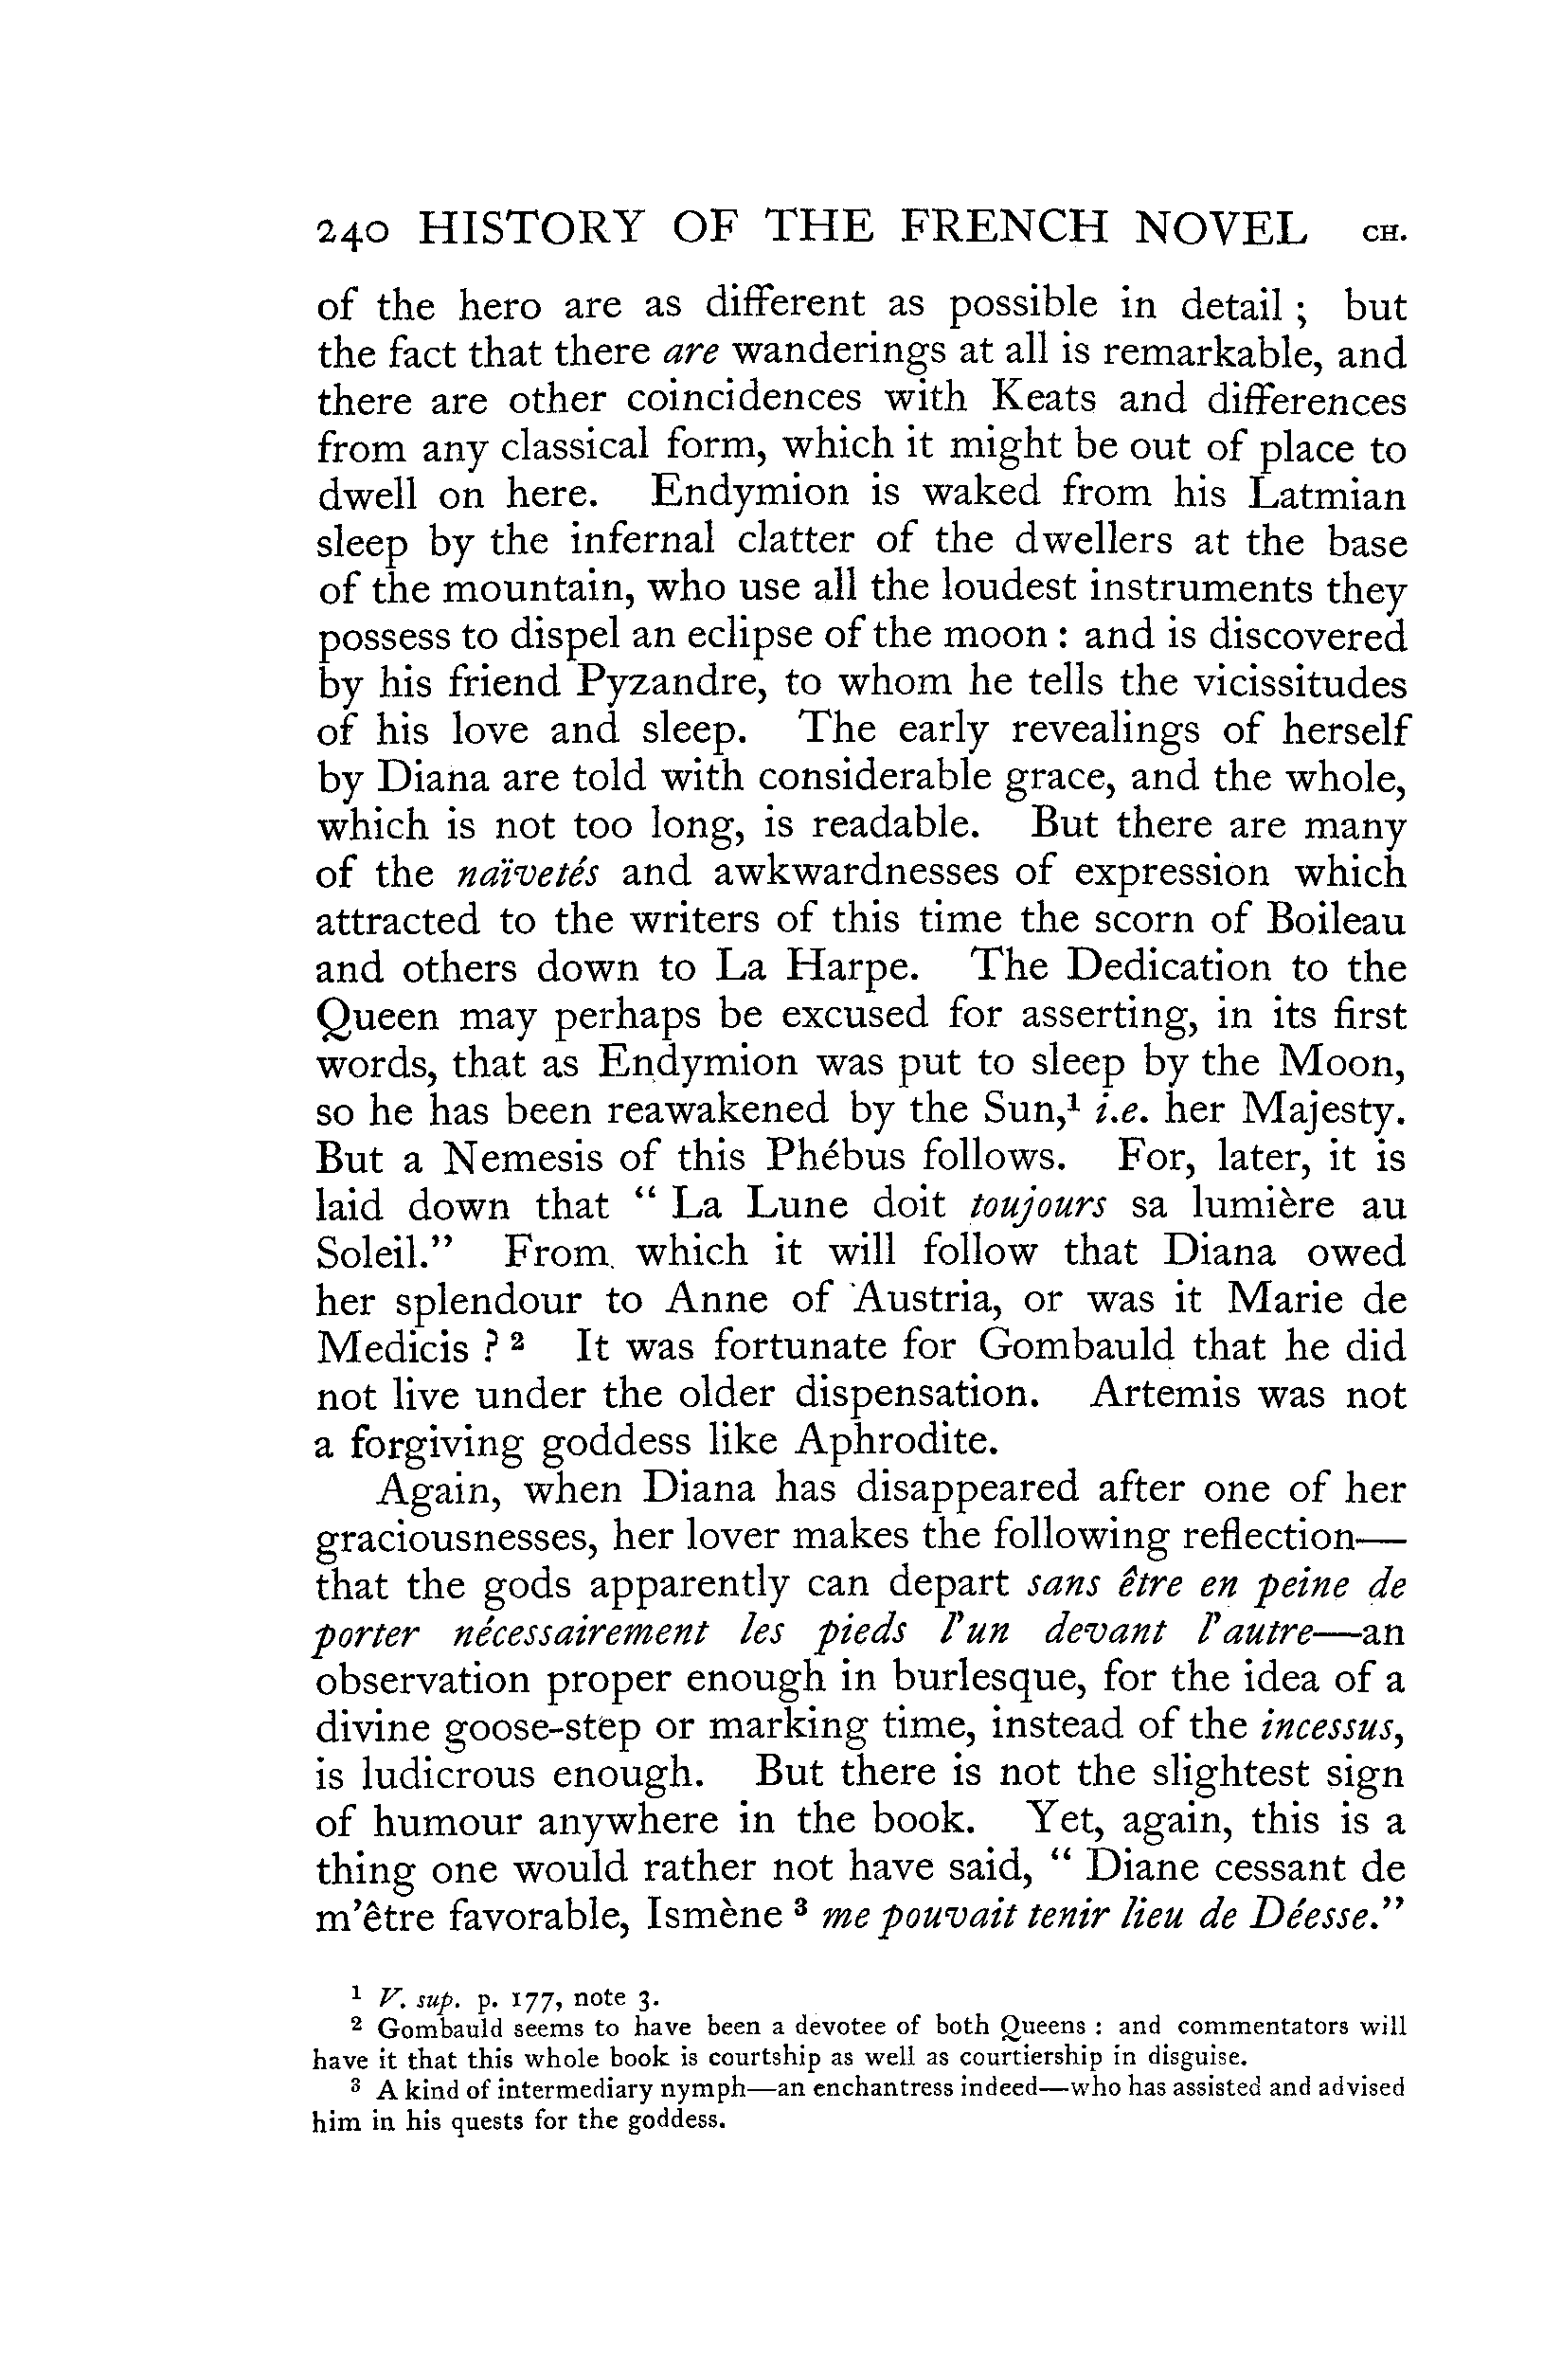 240 HISTORY OF THE FRENCH NOVEL CH.
of the hero are as different as possible in detail ; but
the fact that there are wanderings at all is remarkable, and
there are other coincidences with Keats and differences
from any classical form, which it might be out of place to
dwell on here. Endymion is waked from his Latmian
sleep by the infernal clatter of the dwellers at the base
of the mountain, who use all the loudest instruments they
possess to dispel an eclipse of the moon : and is discovered
by his friend Pyzandre, to whom he tells the vicissitudes
of his love and sleep. The early revealings of herself
by Diana are told with considerable grace, and the whole,
which is not too long, is readable. But there are many
of the naïvetés and awkwardnesses of expression which
attracted to the writers of this time the scorn of Boileau
and others down to La Harpe. The Dedication to the
Queen may perhaps be excused for asserting, in its first
words, that as Endymion was put to sleep by the Moon,
so he has been reawakened by the Sun,¹ i.e. her Majesty.
But a Nemesis of this Phébus follows. For, later, it is
laid down that “ La Lune doit toujours sa lumière au
Soleil.” From which it will follow that Diana owed
her splendour to Anne of Austria, or was it Marie de
Medicis ? ² It was fortunate for Gombauld that he did
not live under the older dispensation. Artemis was not
a forgiving goddess like Aphrodite.
Again, when Diana has disappeared after one of her
graciousnesses, her lover makes the following reflection—
that the gods apparently can depart sans être en peine de
porter nécessairement les pieds l'un devant l'autre—an
observation proper enough in burlesque, for the idea of a
divine goose-step or marking time, instead of the incessus,
is ludicrous enough. But there is not the slightest sign
of humour anywhere in the book. Yet, again, this is a
thing one would rather not have said, “ Diane cessant de
m'être favorable, Ismène ³ me pouvait tenir lieu de Déesse.”
¹ V. sup. p. 177, note 3.
² Gombauld seems to have been a devotee of both Queens : and commentators will
have it that this whole book is courtship as well as courtiership in disguise.
³ A kind of intermediary nymph—an enchantress indeed—who has assisted and advised
him in his quests for the goddess.